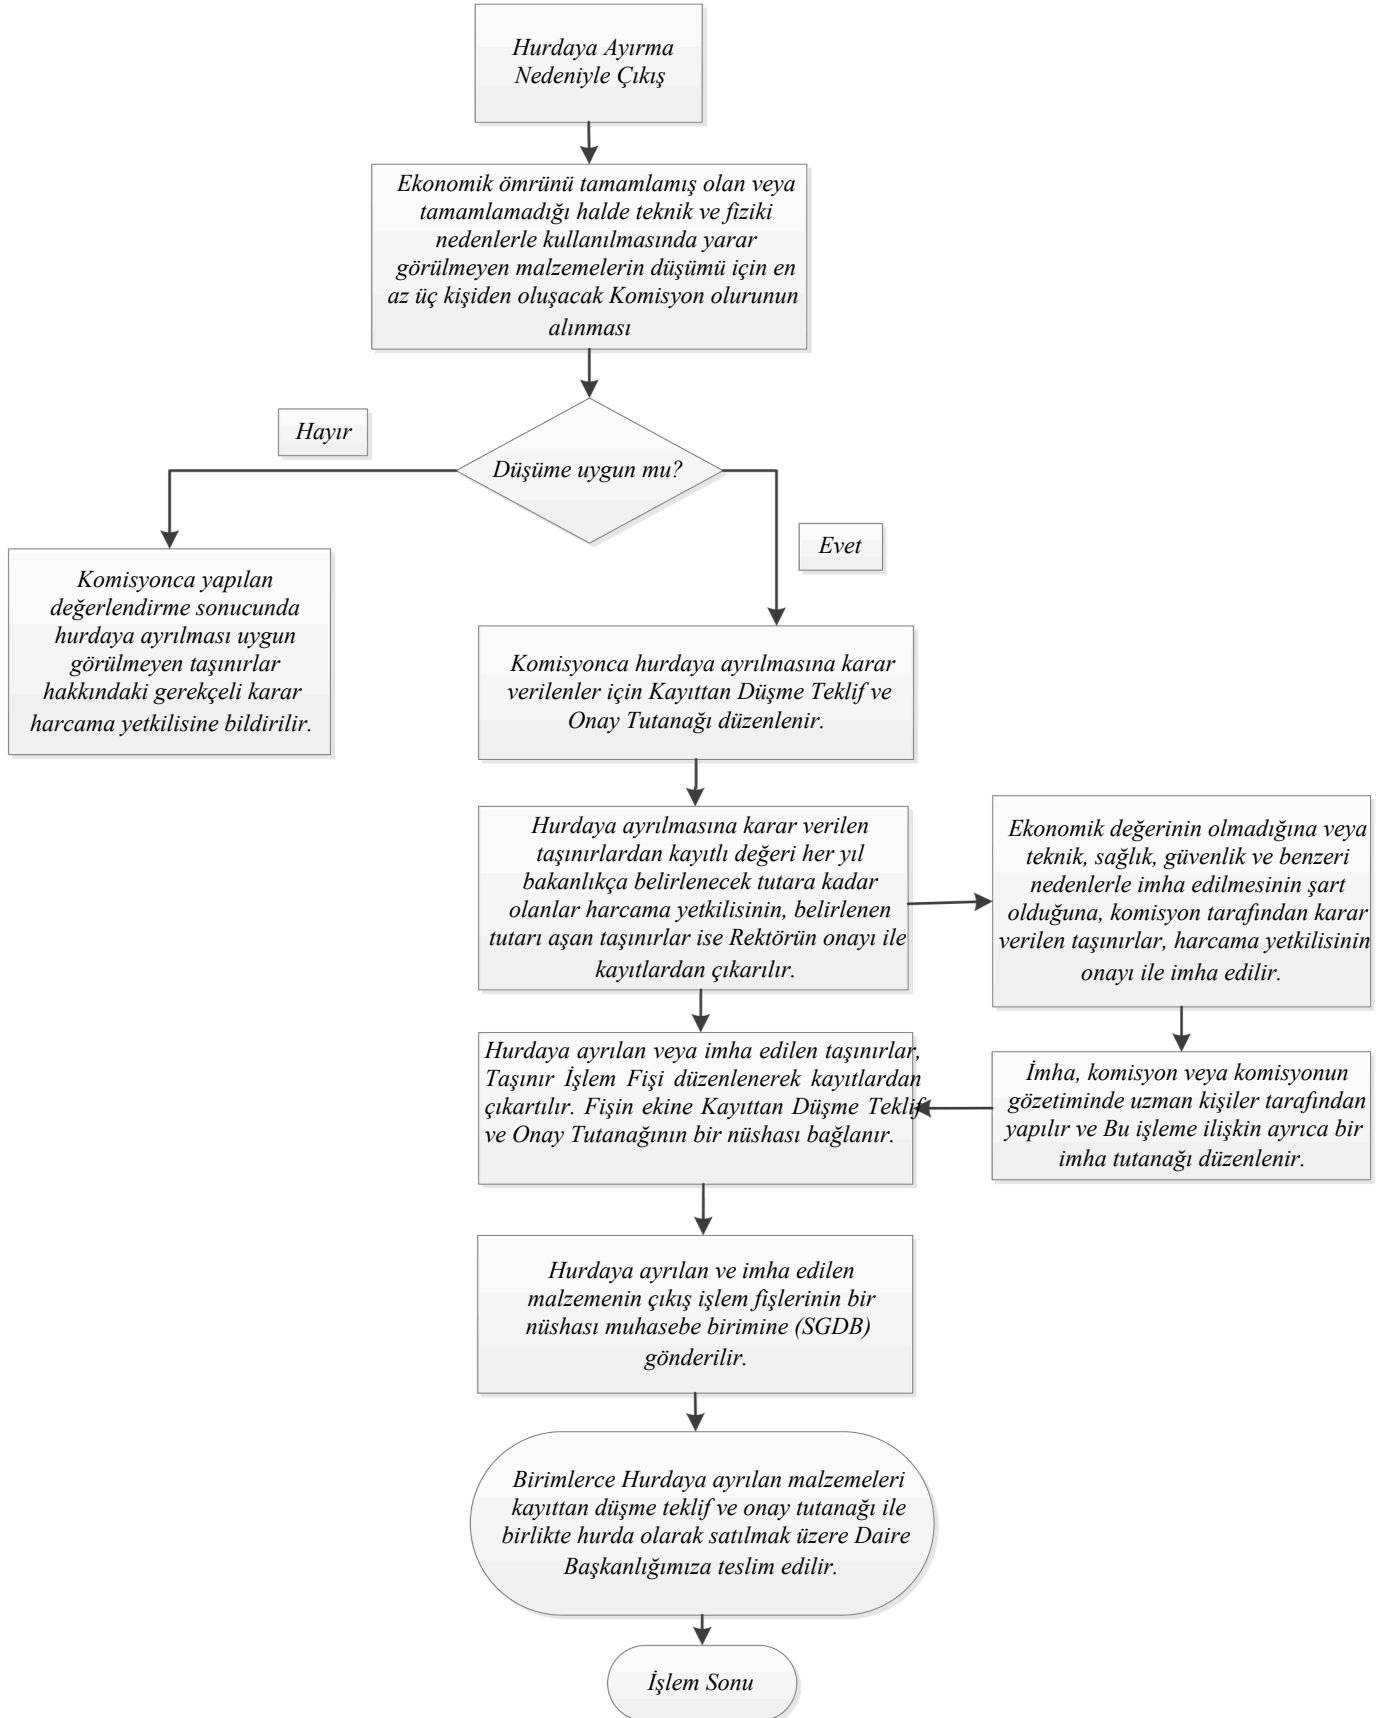 Hurdaya Ayırma
Nedeniyle Çıkış
Ekonomik ömrünü tamamlamış olan veya
tamamlamadığı halde teknik ve fiziki
nedenlerle kullanılmasında yarar
görülmeyen malzemelerin düşümü için en
az üç kişiden oluşacak Komisyon olurunun
alınması
Hayır
Düşüme uygun mu?
Evet
Komisyonca yapılan
değerlendirme sonucunda
hurdaya ayrılması uygun
görülmeyen taşınırlar
hakkındaki gerekçeli karar
harcama yetkilisine bildirilir.
Komisyonca hurdaya ayrılmasına karar
verilenler için Kayıttan Düşme Teklif ve
Onay Tutanağı düzenlenir.
Hurdaya ayrılmasına karar verilen
taşınırlardan kayıtlı değeri her yıl
bakanlıkça belirlenecek tutara kadar
olanlar harcama yetkilisinin, belirlenen
tutarı aşan taşınırlar ise Rektörün onayı ile
kayıtlardan çıkarılır.
Ekonomik değerinin olmadığına veya
teknik, sağlık, güvenlik ve benzeri
nedenlerle imha edilmesinin şart
olduğuna, komisyon tarafından karar
verilen taşınırlar, harcama yetkilisinin
onayı ile imha edilir.
Hurdaya ayrılan veya imha edilen taşınırlar,
Taşınır İşlem Fişi düzenlenerek kayıtlardan
çıkartılır. Fişin ekine Kayıttan Düşme Teklif
ve Onay Tutanağının bir nüshası bağlanır.
İmha, komisyon veya komisyonun
gözetiminde uzman kişiler tarafından
yapılır ve Bu işleme ilişkin ayrıca bir
imha tutanağı düzenlenir.
Hurdaya ayrılan ve imha edilen
malzemenin çıkış işlem fişlerinin bir
nüshası muhasebe birimine (SGDB)
gönderilir.
Birimlerce Hurdaya ayrılan malzemeleri
kayıttan düşme teklif ve onay tutanağı ile
birlikte hurda olarak satılmak üzere Daire
Başkanlığımıza teslim edilir.
İşlem Sonu